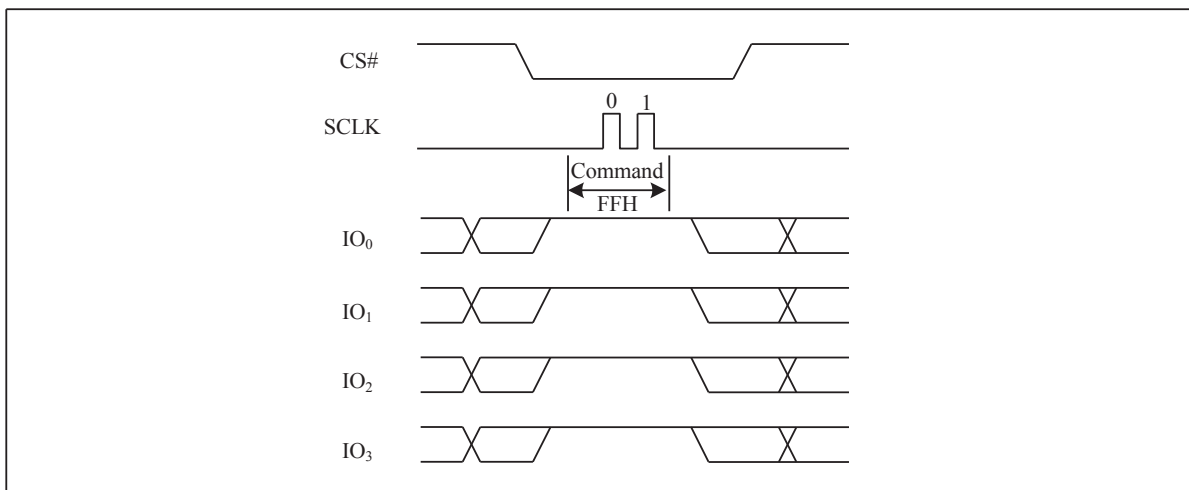 CS#
0 1
SCLK
Command
FFH
IO₀
IO₁
IO₂
IO₃